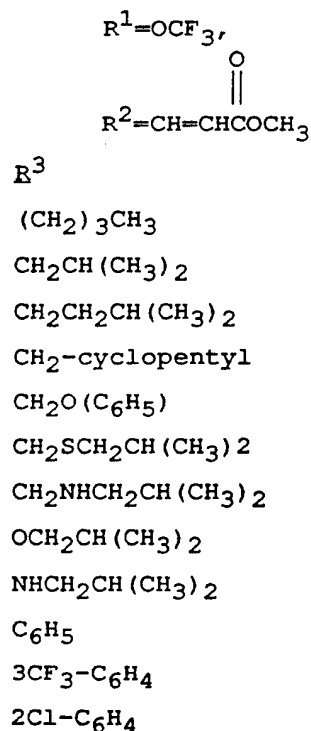 R¹=OCF₃,
O
||
R²=CH=CHCOCH₃
R³
(CH₂)₃CH₃
CH₂CH(CH₃)₂
CH₂CH₂CH(CH₃)₂
CH₂-cyclopentyl
CH₂O(C₆H₅)
CH₂SCH₂CH(CH₃)2
CH₂NHCH₂CH(CH₃)₂
OCH₂CH(CH₃)₂
NHCH₂CH(CH₃)₂
C₆H₅
3CF₃-C₆H₄
2Cl-C₆H₄